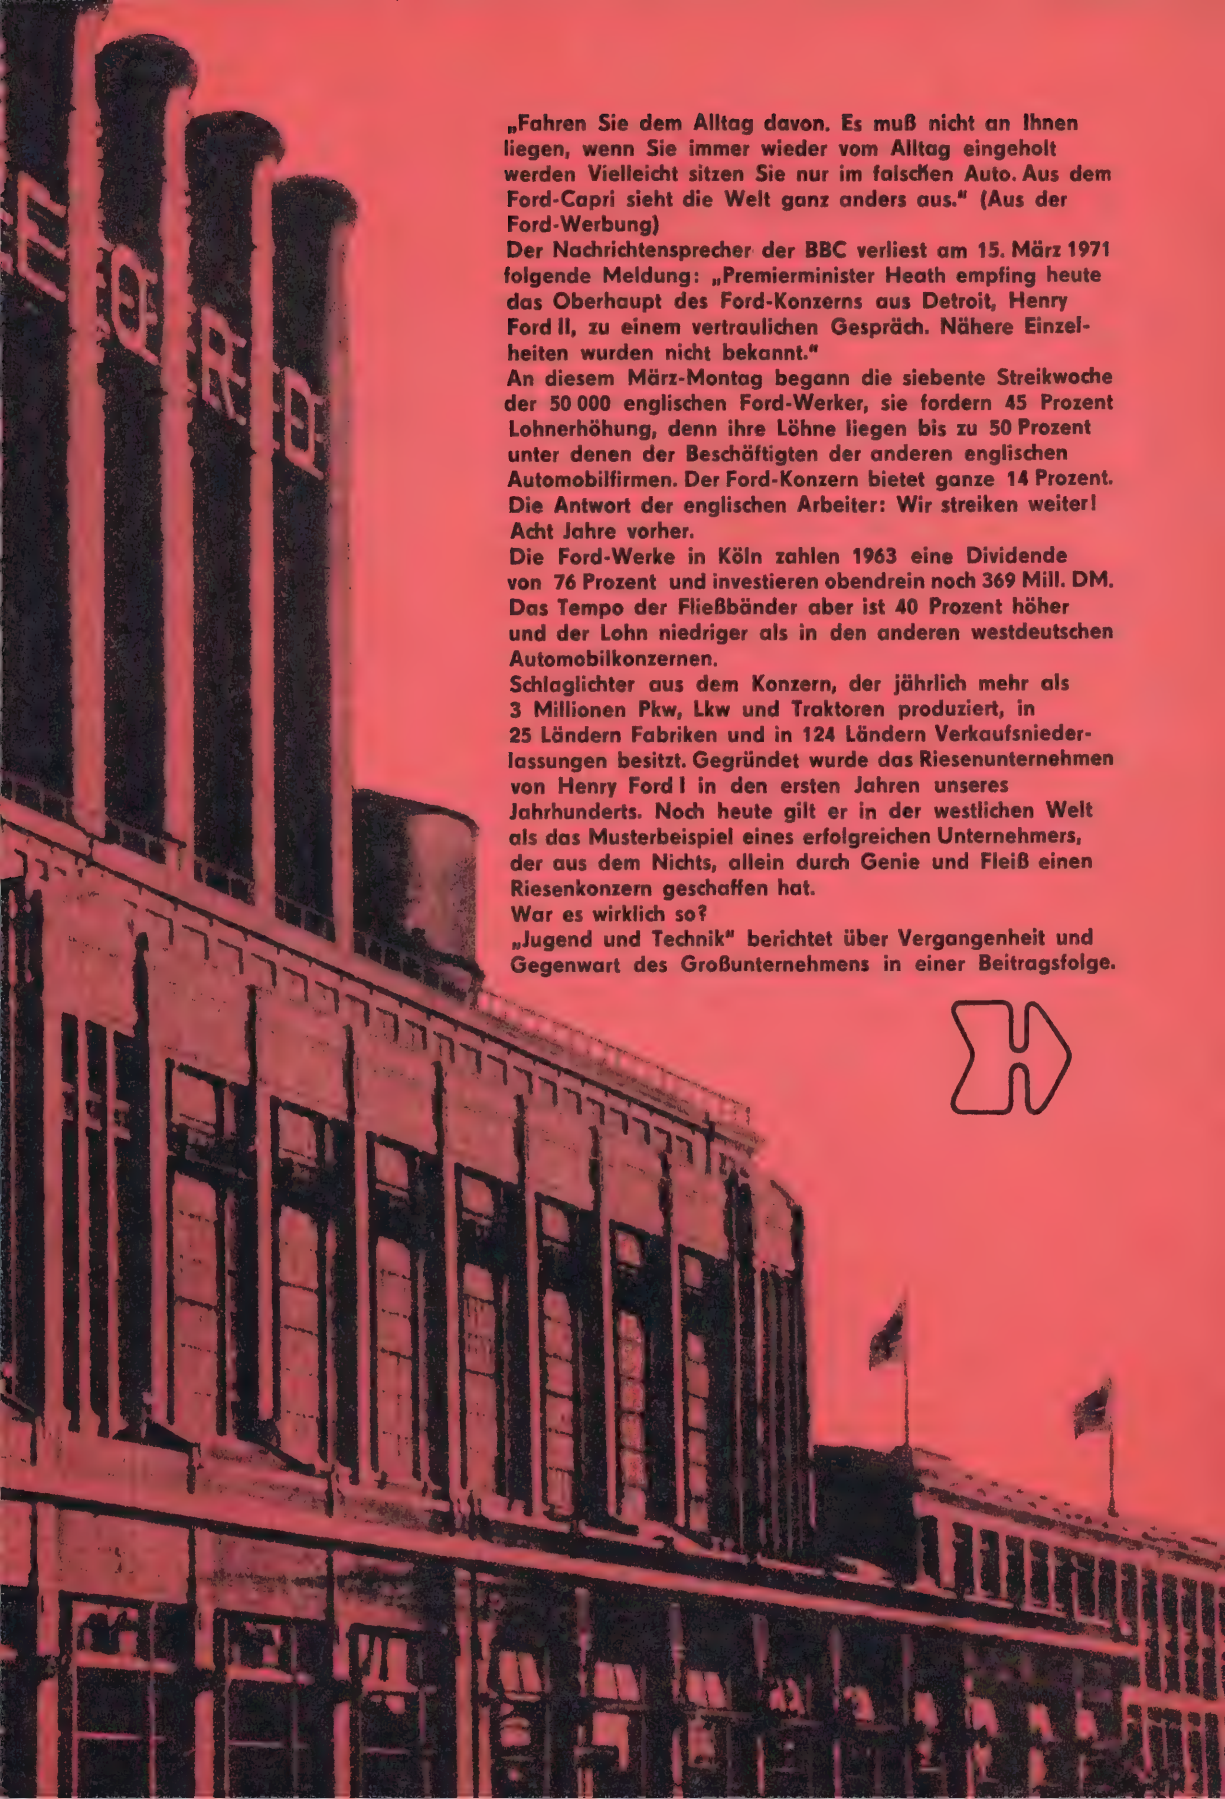 FORD
„Fahren Sie dem Alltag davon. Es muß nicht an Ihnen
liegen, wenn Sie immer wieder vom Alltag eingeholt
werden Vielleicht sitzen Sie nur im falschen Auto. Aus dem
Ford-Capri sieht die Welt ganz anders aus.“ (Aus der
Ford-Werbung)
Der Nachrichtensprecher der BBC verliest am 15. März 1971
folgende Meldung: „Premierminister Heath empfing heute
das Oberhaupt des Ford-Konzerns aus Detroit, Henry
Ford II, zu einem vertraulichen Gespräch. Nähere Einzel-
heiten wurden nicht bekannt.“
An diesem März-Montag begann die siebente Streikwoche
der 50 000 englischen Ford-Werker, sie fordern 45 Prozent
Lohnerhöhung, denn ihre Löhne liegen bis zu 50 Prozent
unter denen der Beschäftigten der anderen englischen
Automobilfirmen. Der Ford-Konzern bietet ganze 14 Prozent.
Die Antwort der englischen Arbeiter: Wir streiken weiter!
Acht Jahre vorher.
Die Ford-Werke in Köln zahlen 1963 eine Dividende
von 76 Prozent und investieren obendrein noch 369 Mill. DM.
Das Tempo der Fließbänder aber ist 40 Prozent höher
und der Lohn niedriger als in den anderen westdeutschen
Automobilkonzernen.
Schlaglichter aus dem Konzern, der jährlich mehr als
3 Millionen Pkw, Lkw und Traktoren produziert, in
25 Ländern Fabriken und in 124 Ländern Verkaufsnieder-
lassungen besitzt. Gegründet wurde das Riesenunternehmen
von Henry Ford I in den ersten Jahren unseres
Jahrhunderts. Noch heute gilt er in der westlichen Welt
als das Musterbeispiel eines erfolgreichen Unternehmers,
der aus dem Nichts, allein durch Genie und Fleiß einen
Riesenkonzern geschaffen hat.
War es wirklich so?
„Jugend und Technik“ berichtet über Vergangenheit und
Gegenwart des Großunternehmens in einer Beitragsfolge.